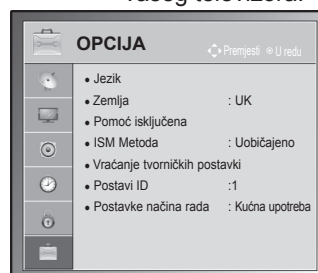 OPCIJA
Premjesti U redu
• Jezik
• Zemlja : UK
• Pomoć isključena
• ISM Metoda : Uobičajeno
• Vraćanje tvorničkih postavki
• Postavi ID :1
• Postavke načina rada : Kućna upotreba